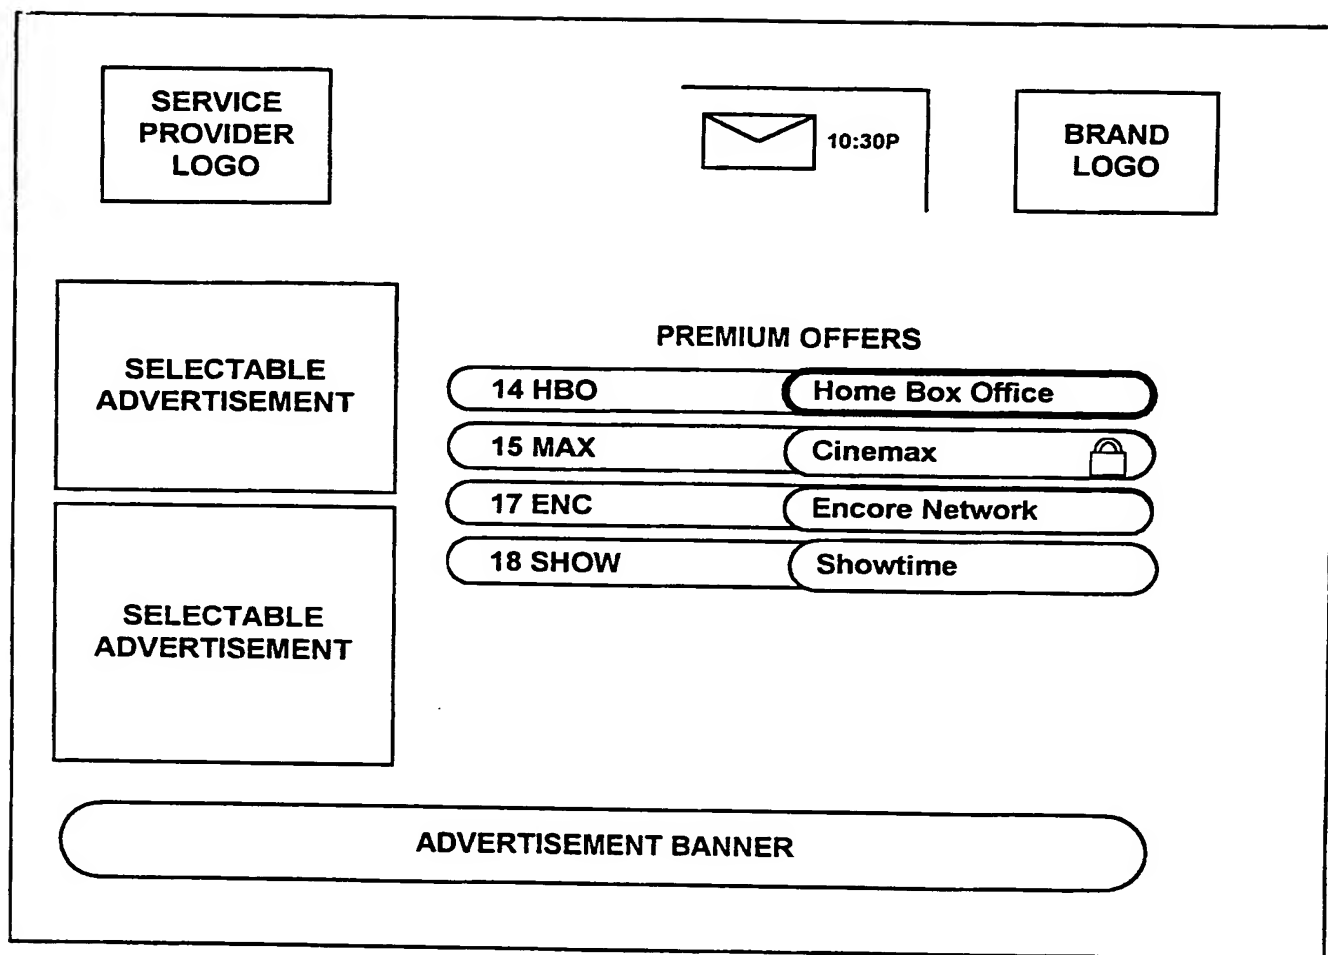 SERVICE
PROVIDER
LOGO
10:30P
BRAND
LOGO
SELECTABLE
ADVERTISEMENT
PREMIUM OFFERS
14 HBO Home Box Office
15 MAX Cinemax
17 ENC Encore Network
18 SHOW Showtime
SELECTABLE
ADVERTISEMENT
ADVERTISEMENT BANNER